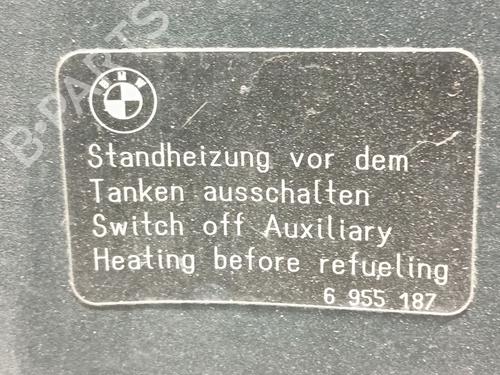 B-PARTS
BMW
Standheizung vor dem
Tanken ausschalten
Switch off Auxiliary
Heating before refueling
6 955 187